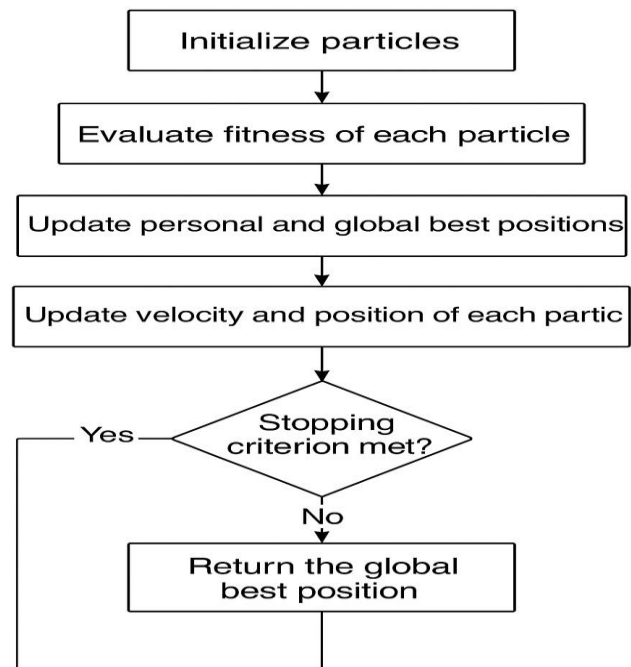 Initialize particles
Evaluate fitness of each particle
Update personal and global best positions
Update velocity and position of each partic
Stopping
criterion met?
Yes
No
Return the global
best position